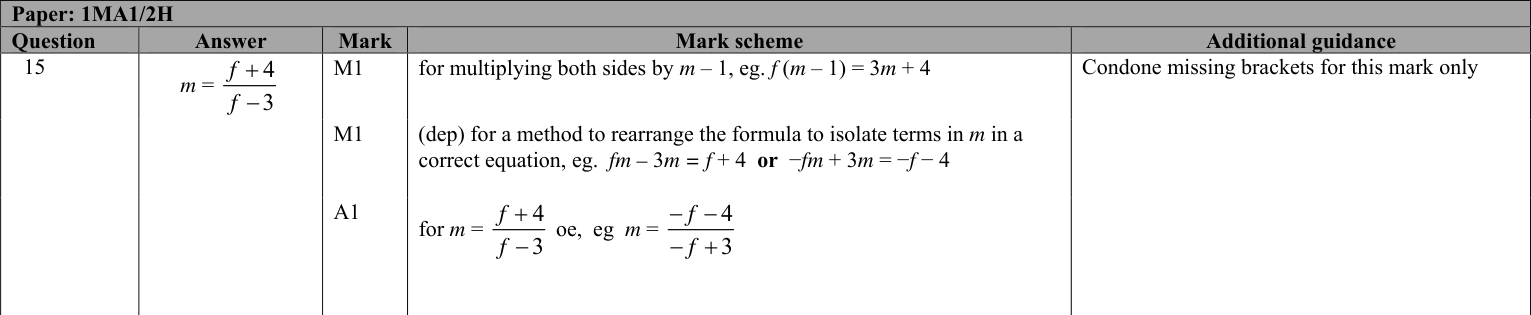 Paper: 1MA1/2H
Question Answer Mark Mark scheme Additional guidance
15 m = (f + 4)/(f − 3) M1 for multiplying both sides by m – 1, eg. f (m – 1) = 3m + 4 Condone missing brackets for this mark only
M1 (dep) for a method to rearrange the formula to isolate terms in m in a
correct equation, eg. fm – 3m = f + 4 or −fm + 3m = −f − 4
A1 for m = (f + 4)/(f − 3) oe, eg m = (−f − 4)/(−f + 3)